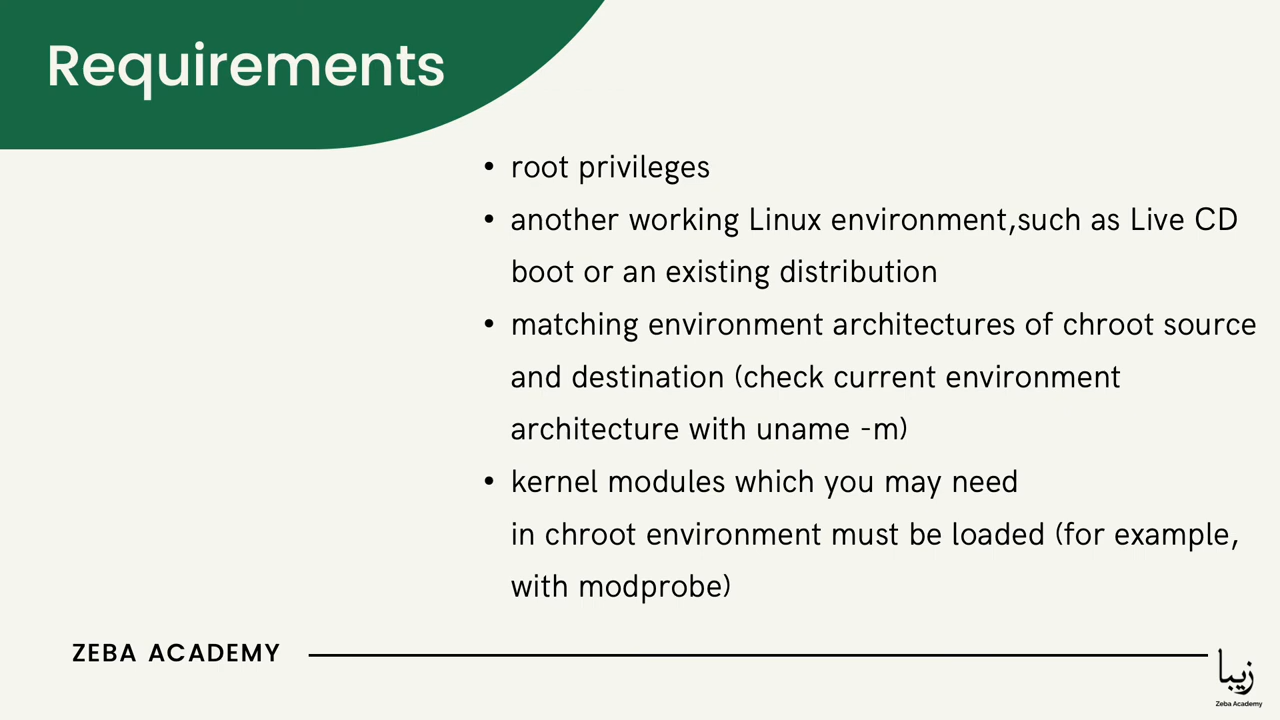 Requirements
• root privileges
• another working Linux environment,such as Live CD
boot or an existing distribution
• matching environment architectures of chroot source
and destination (check current environment
architecture with uname -m)
• kernel modules which you may need
in chroot environment must be loaded (for example,
with modprobe)
ZEBA ACADEMY
زيبا
Zeba Academy